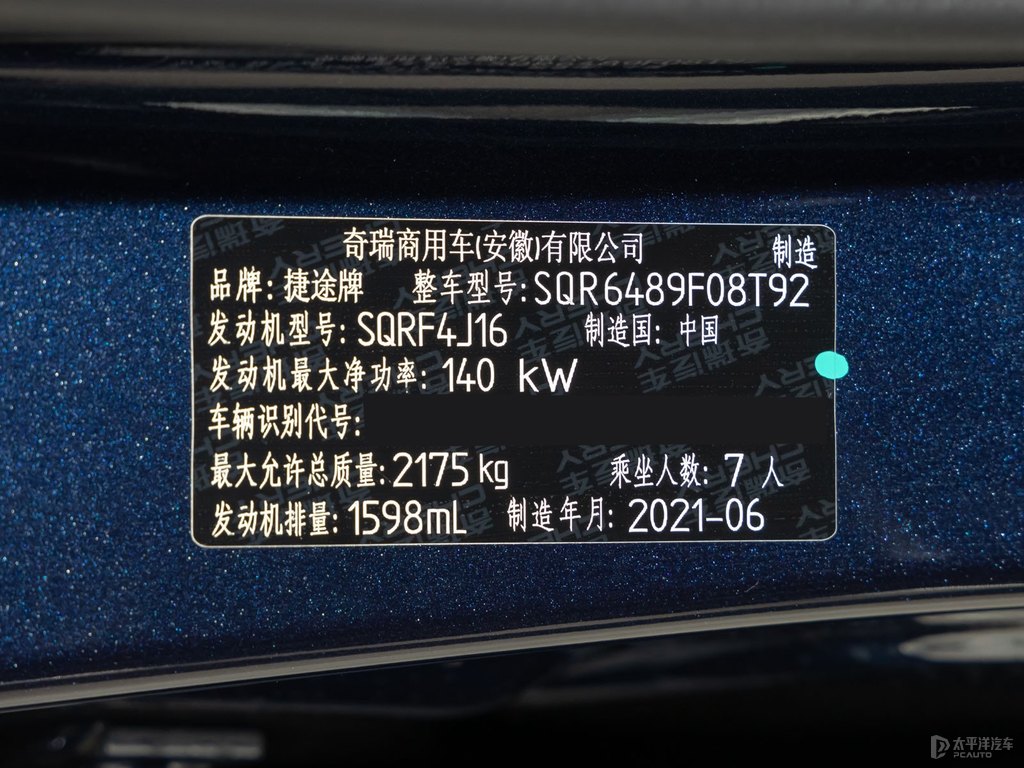 奇瑞商用车(安徽)有限公司 制造
品牌: 捷途牌 整车型号: SQR6489F08T92
发动机型号: SQRF4J16 制造国: 中国
发动机最大净功率: 140 kW
车辆识别代号:
最大允许总质量: 2175kg 乘坐人数: 7 人
发动机排量: 1598mL 制造年月: 2021-06
太平洋汽车
PCAUTO